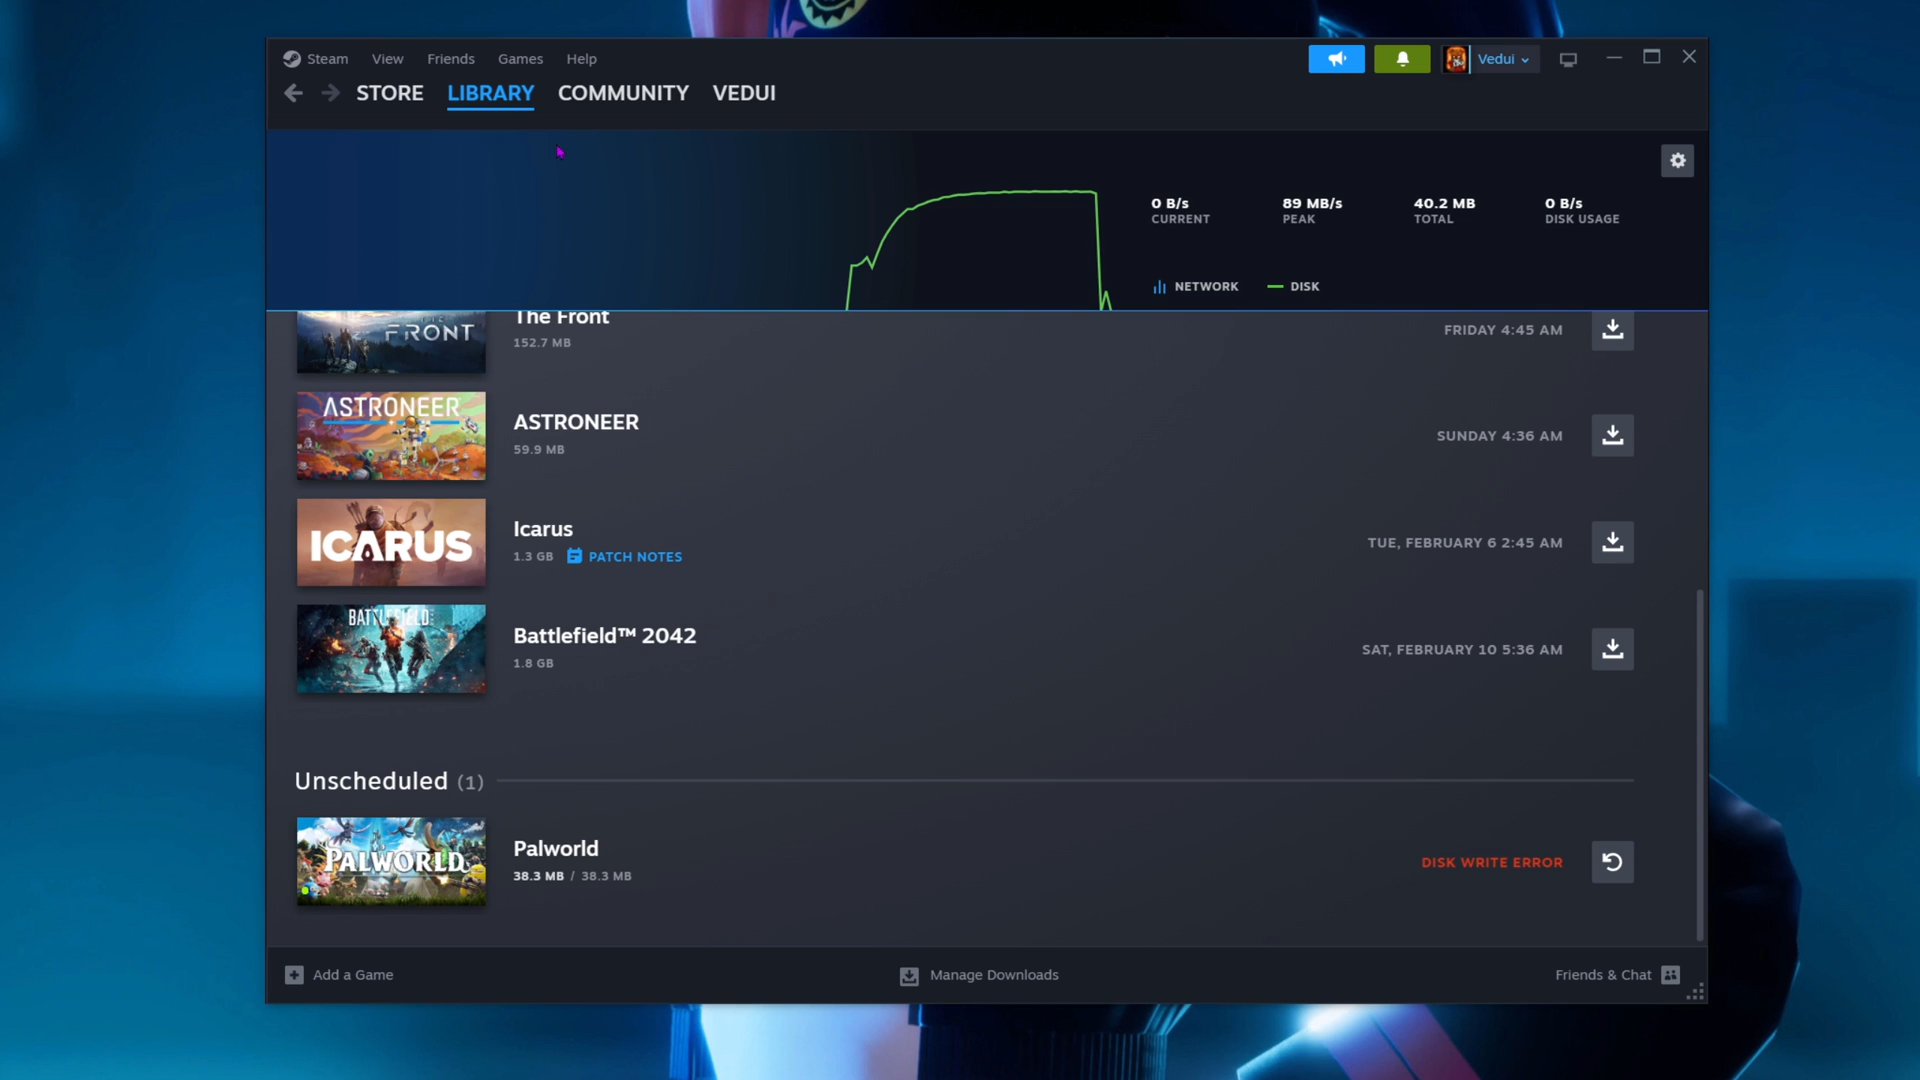 Steam View Friends Games Help Vedui
STORE LIBRARY COMMUNITY VEDUI
0 B/s 89 MB/s 40.2 MB 0 B/s
CURRENT PEAK TOTAL DISK USAGE
NETWORK DISK
THE FRONT
The Front
152.7 MB
FRIDAY 4:45 AM
ASTRONEER
ASTRONEER
59.9 MB
SUNDAY 4:36 AM
ICARUS
Icarus
1.3 GB PATCH NOTES
TUE, FEBRUARY 6 2:45 AM
BATTLEFIELD
Battlefield™ 2042
1.8 GB
SAT, FEBRUARY 10 5:36 AM
Unscheduled (1)
PALWORLD
Palworld
38.3 MB / 38.3 MB
DISK WRITE ERROR
Add a Game Manage Downloads Friends & Chat